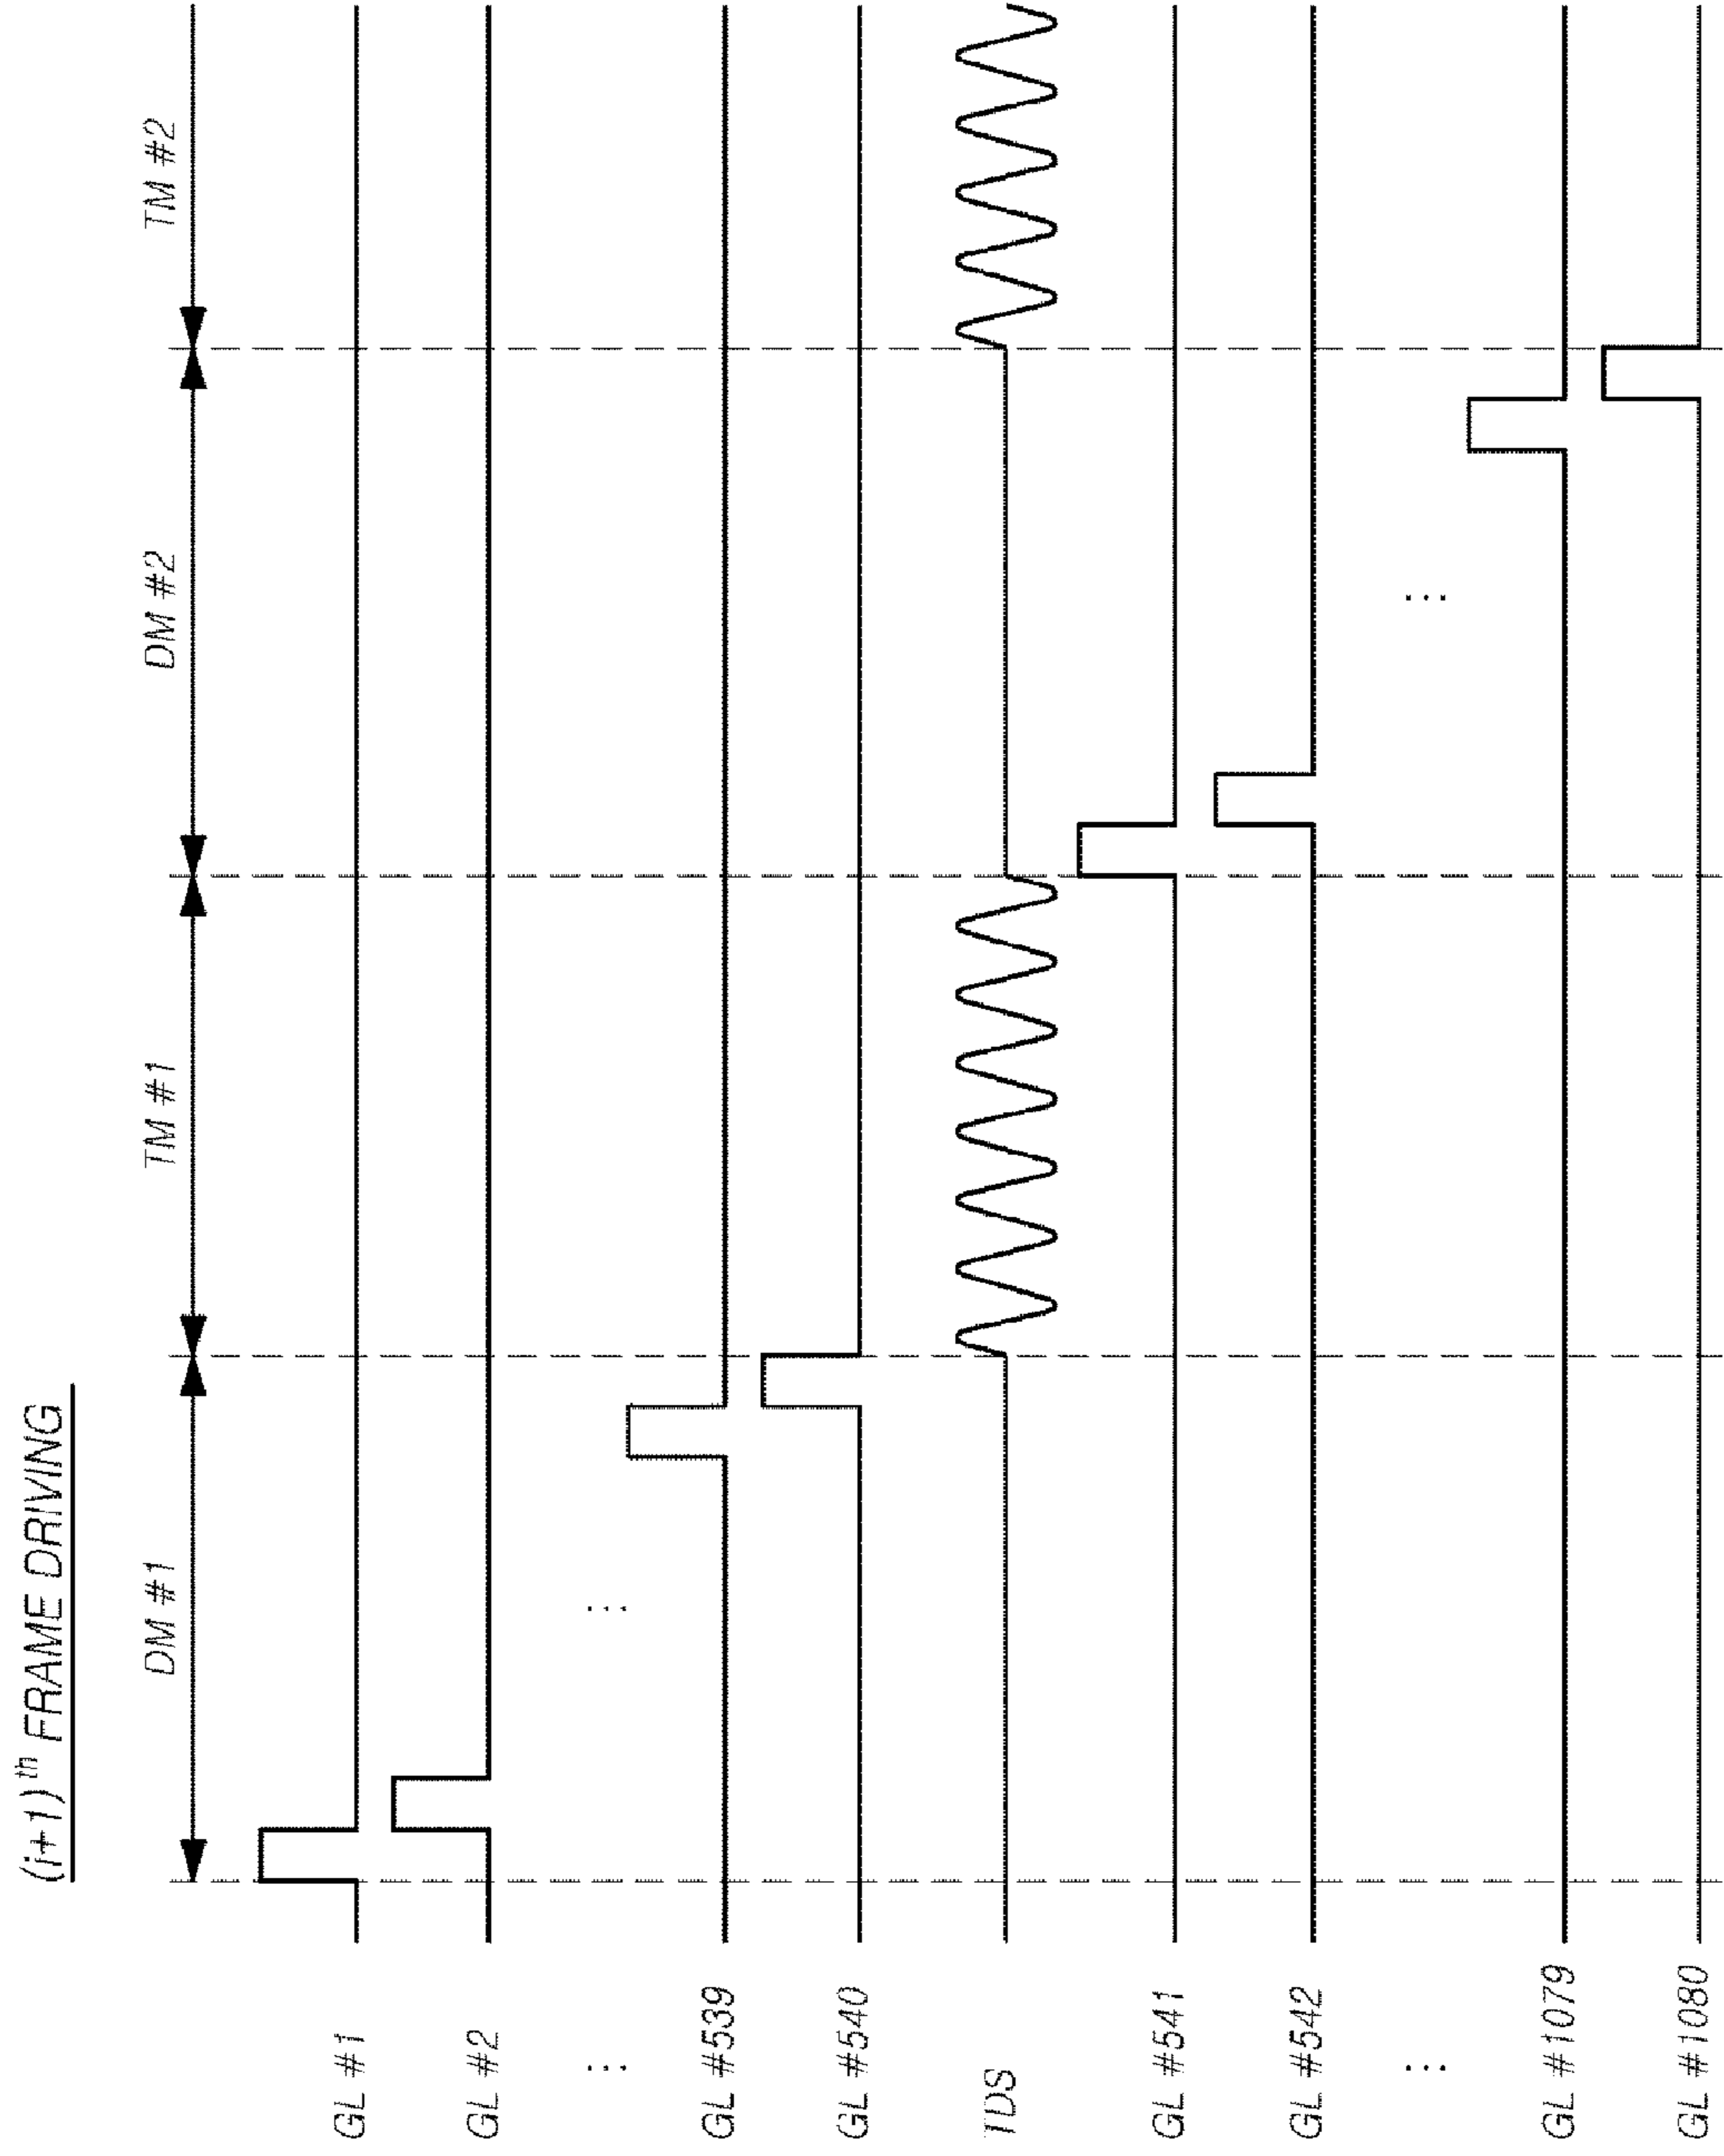 (i+1)th FRAME DRIVING
DM #1 TM #1 DM #2 TM #2
GL #1
GL #2
⋮ ⋮
GL #539
GL #540
TDS
GL #541
GL #542
⋮ ⋮
GL #1079
GL #1080